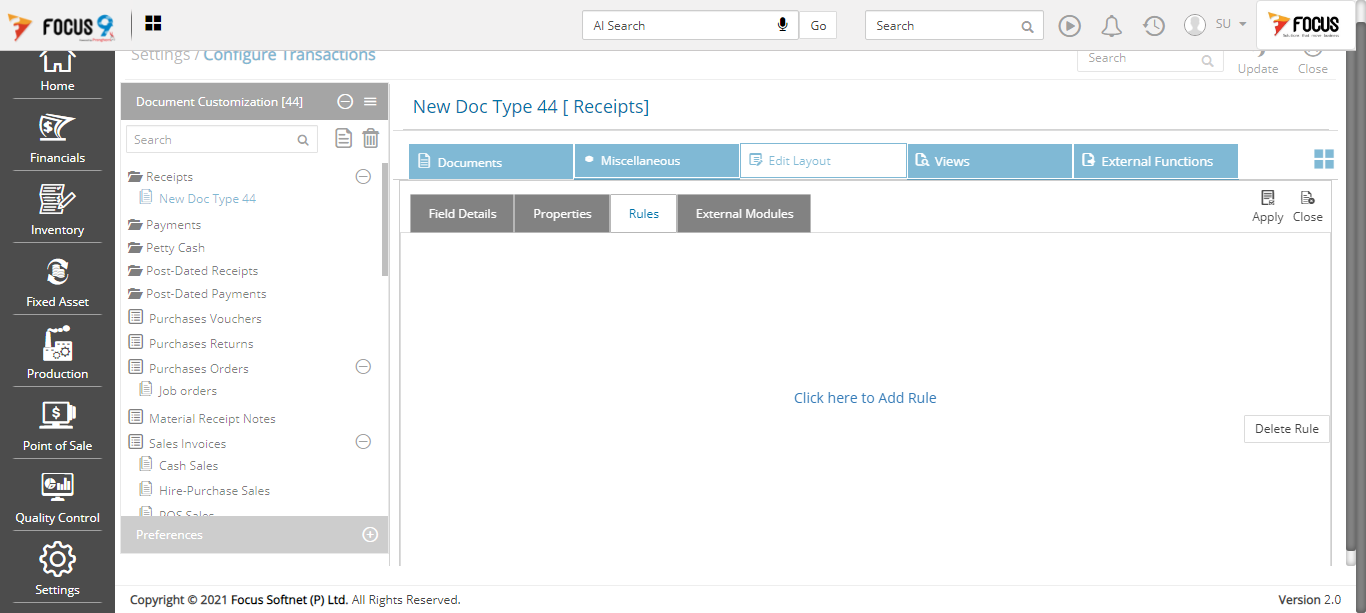 FOCUS 9
AI Search
Go
Search
SU
FOCUS
Settings / Configure Transactions
Search
Update
Close
Home
Financials
Inventory
Fixed Asset
Production
Point of Sale
Quality Control
Settings
Document Customization [44]
Search
Receipts
New Doc Type 44
Payments
Petty Cash
Post-Dated Receipts
Post-Dated Payments
Purchases Vouchers
Purchases Returns
Purchases Orders
Job orders
Material Receipt Notes
Sales Invoices
Cash Sales
Hire-Purchase Sales
POS Sales
Preferences
New Doc Type 44 [ Receipts]
Documents
Miscellaneous
Edit Layout
Views
External Functions
Field Details
Properties
Rules
External Modules
Apply
Close
Click here to Add Rule
Delete Rule
Copyright © 2021 Focus Softnet (P) Ltd. All Rights Reserved.
Version 2.0